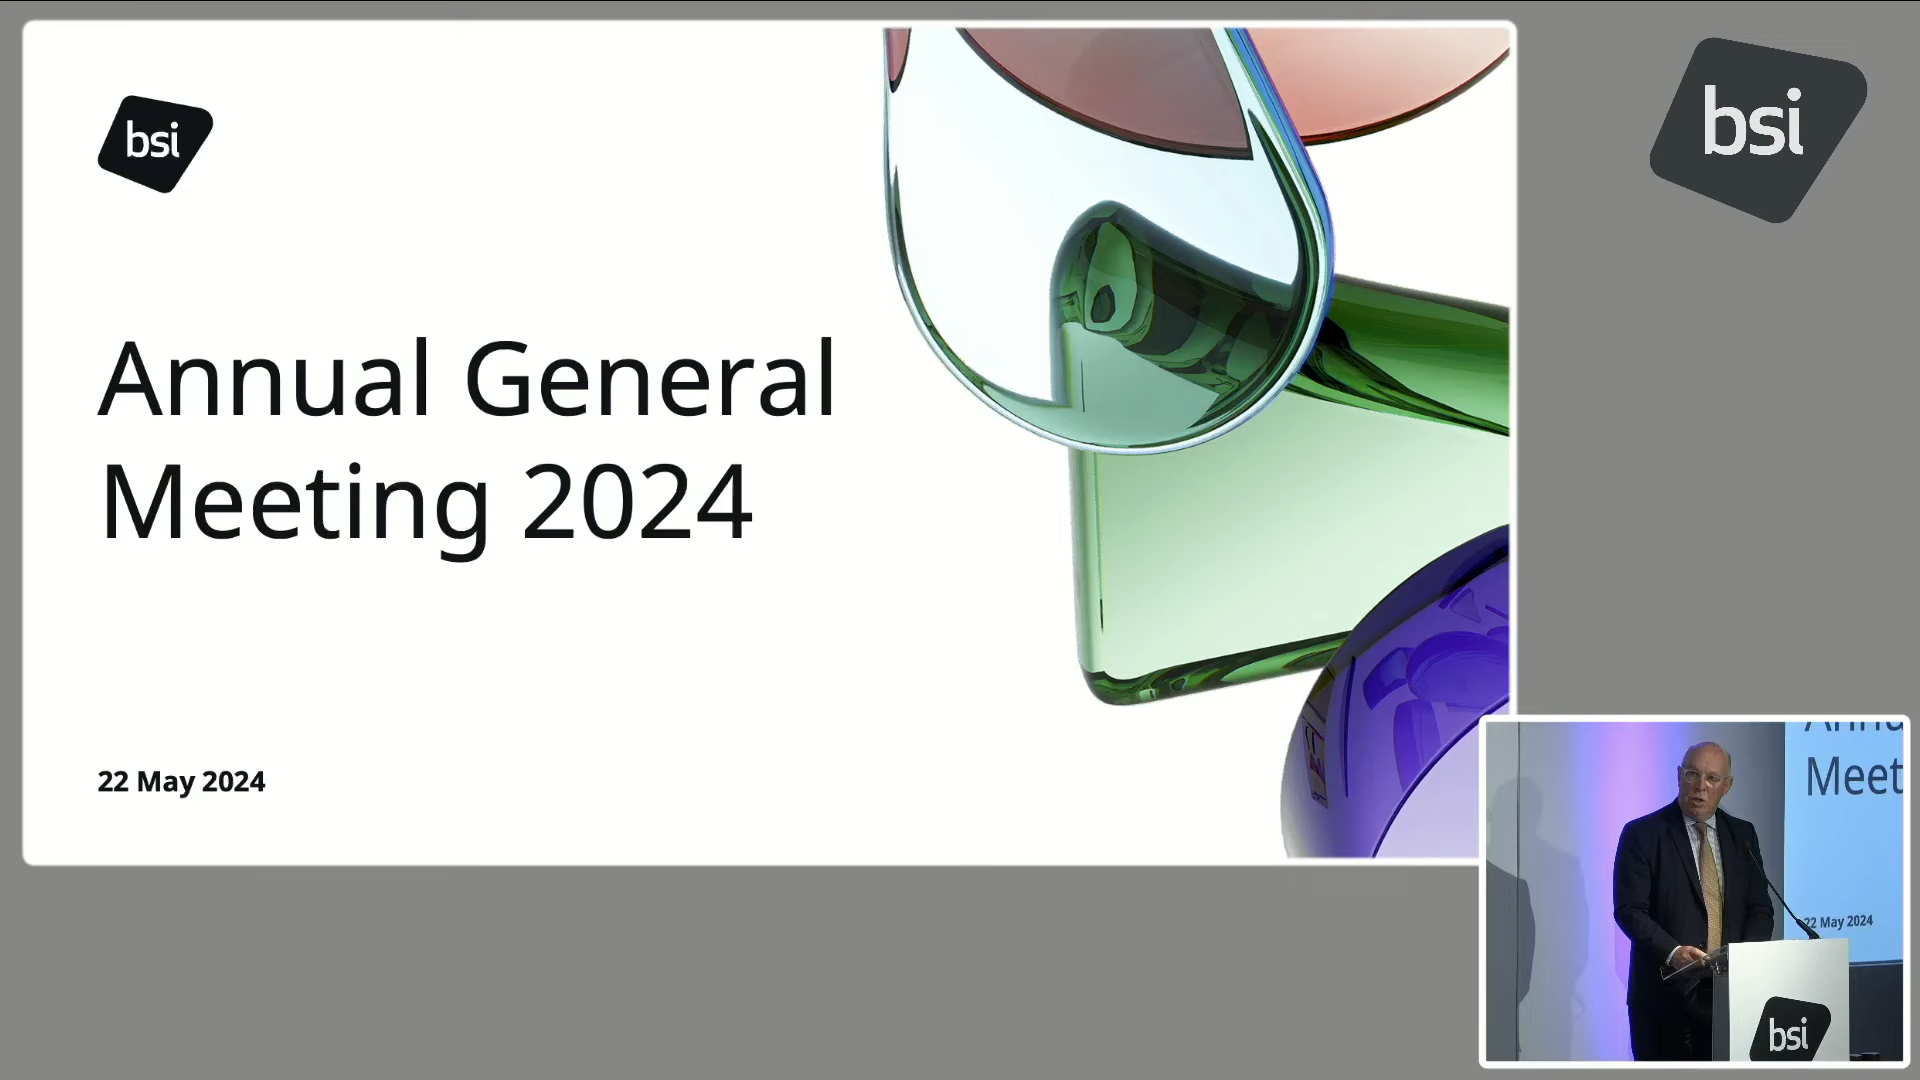 bsi
Annual General
Meeting 2024
22 May 2024
bsi
Meet
22 May 2024
bsi